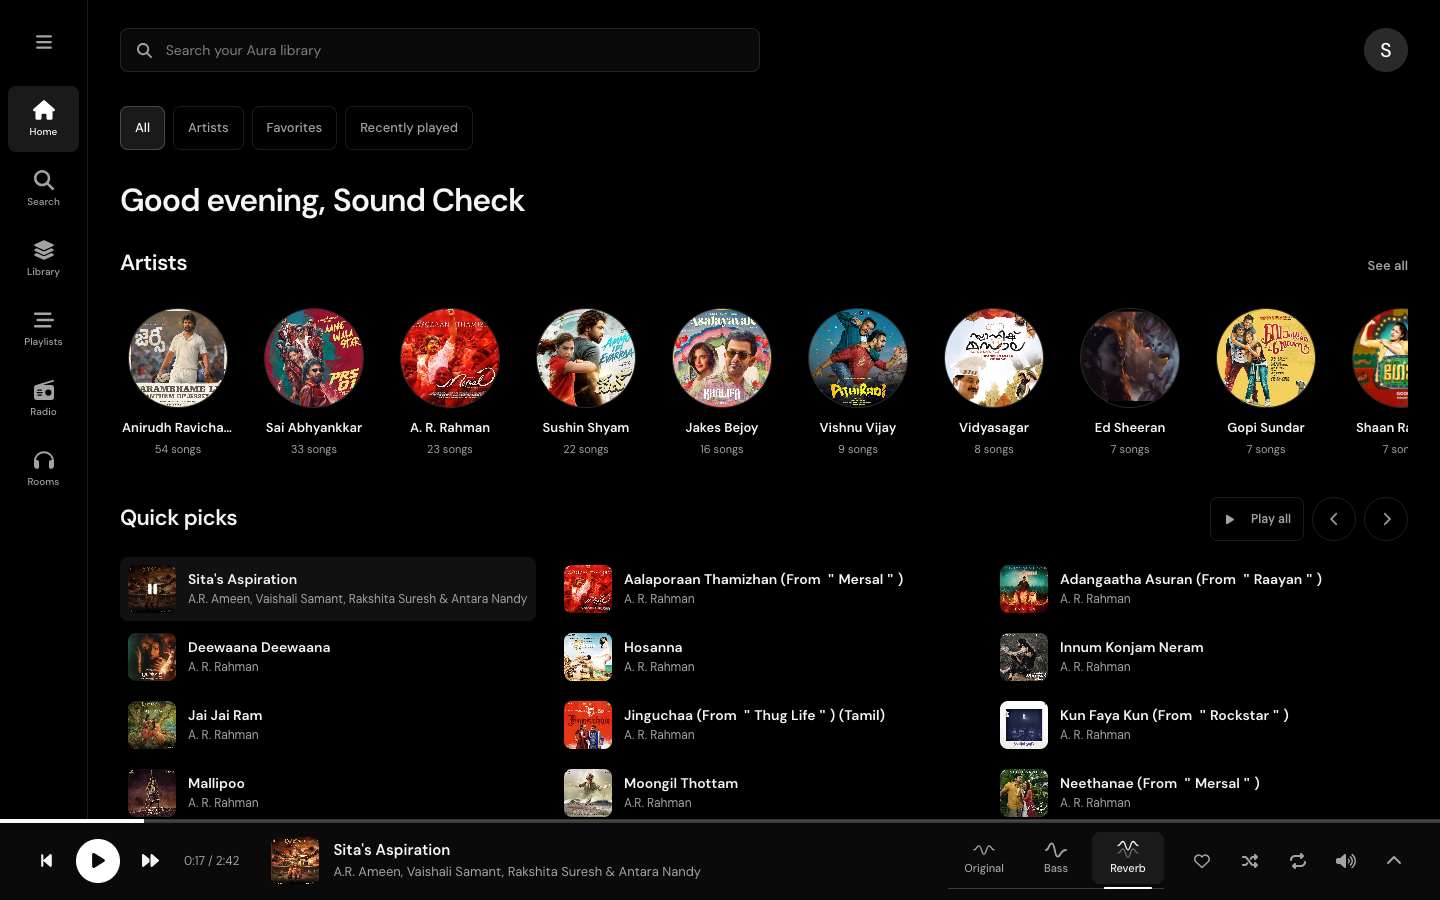 Search your Aura library
S
All
Artists
Favorites
Recently played
Home
Search
Library
Playlists
Radio
Rooms
Good evening, Sound Check
Artists
See all
Anirudh Ravicha...
54 songs
Sai Abhyankkar
33 songs
A. R. Rahman
23 songs
Sushin Shyam
22 songs
Jakes Bejoy
16 songs
Vishnu Vijay
9 songs
Vidyasagar
8 songs
Ed Sheeran
7 songs
Gopi Sundar
7 songs
Shaan Ra
7 son
Quick picks
Play all
Sita's Aspiration
A.R. Ameen, Vaishali Samant, Rakshita Suresh & Antara Nandy
Aalaporaan Thamizhan (From " Mersal " )
A. R. Rahman
Adangaatha Asuran (From " Raayan " )
A. R. Rahman
Deewaana Deewaana
A. R. Rahman
Hosanna
A. R. Rahman
Innum Konjam Neram
A. R. Rahman
Jai Jai Ram
A. R. Rahman
Jinguchaa (From " Thug Life " ) (Tamil)
A. R. Rahman
Kun Faya Kun (From " Rockstar " )
A. R. Rahman
Mallipoo
A. R. Rahman
Moongil Thottam
A.R. Rahman
Neethanae (From " Mersal " )
A. R. Rahman
0:17 / 2:42
Sita's Aspiration
A.R. Ameen, Vaishali Samant, Rakshita Suresh & Antara Nandy
Original
Bass
Reverb